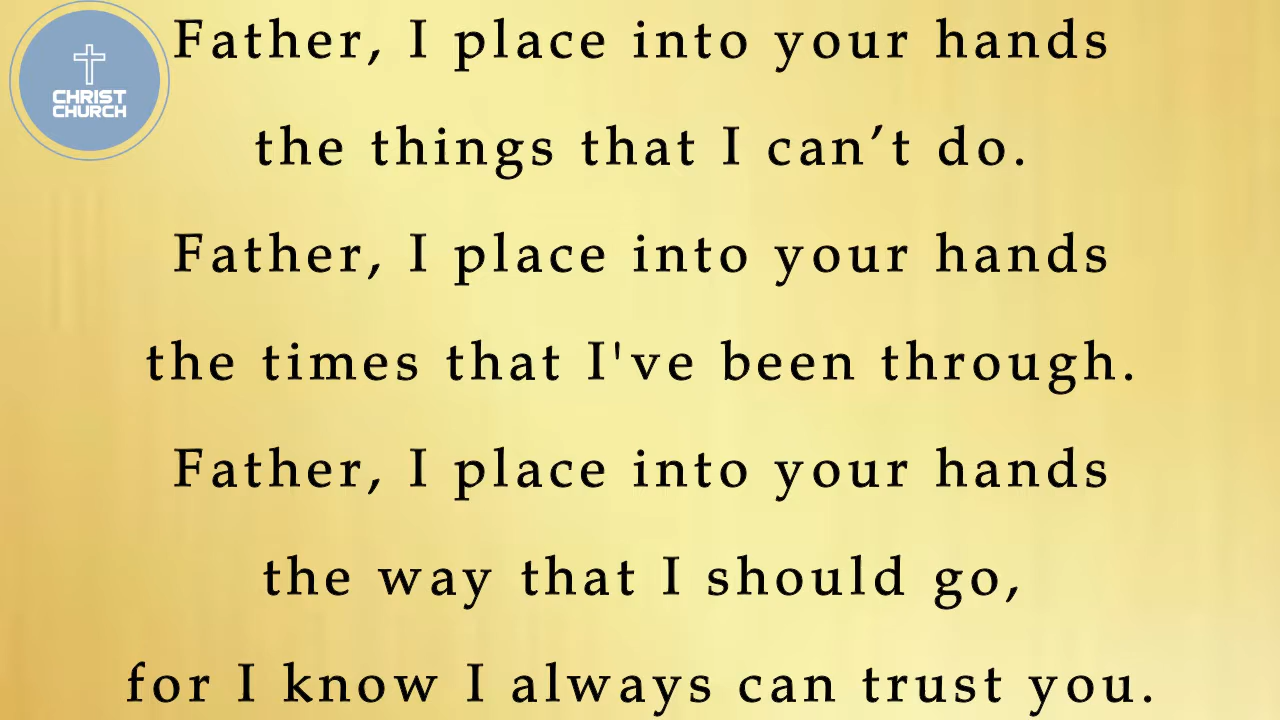 CHRIST
CHURCH
Father, I place into your hands
the things that I can’t do.
Father, I place into your hands
the times that I've been through.
Father, I place into your hands
the way that I should go,
for I know I always can trust you.